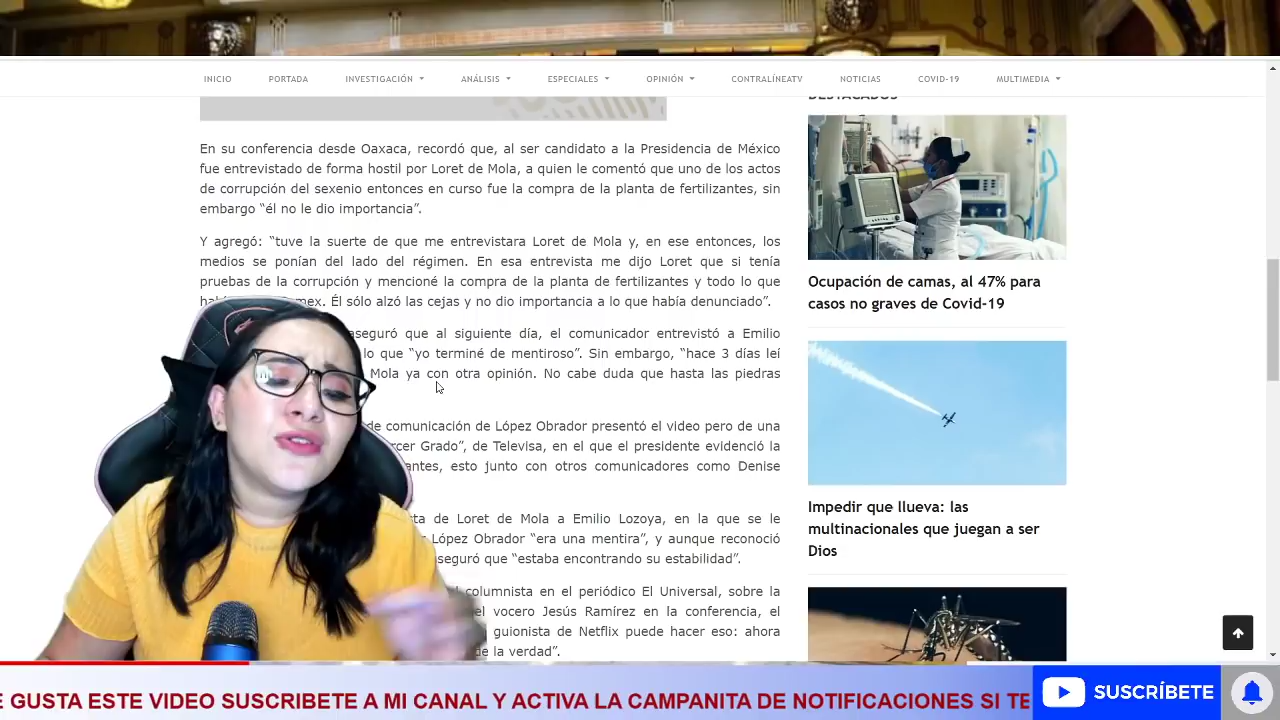 INICIO PORTADA INVESTIGACIÓN ANÁLISIS ESPECIALES OPINIÓN CONTRALÍNEATV NOTICIAS COVID-19 MULTIMEDIA
En su conferencia desde Oaxaca, recordó que, al ser candidato a la Presidencia de México
fue entrevistado de forma hostil por Loret de Mola, a quien le comentó que uno de los actos
de corrupción del sexenio entonces en curso fue la compra de la planta de fertilizantes, sin
embargo “él no le dio importancia”.
Y agregó: “tuve la suerte de que me entrevistara Loret de Mola y, en ese entonces, los
medios se ponían del lado del régimen. En esa entrevista me dijo Loret que si tenía
pruebas de la corrupción y mencioné la compra de la planta de fertilizantes y todo lo que
Él sólo alzó las cejas y no dio importancia a lo que había denunciado”.
aseguró que al siguiente día, el comunicador entrevistó a Emilio
lo que “yo terminé de mentiroso”. Sin embargo, “hace 3 días leí
Mola ya con otra opinión. No cabe duda que hasta las piedras
de comunicación de López Obrador presentó el video pero de una
Grado”, de Televisa, en el que el presidente evidenció la
esto junto con otros comunicadores como Denise
de Loret de Mola a Emilio Lozoya, en la que se le
López Obrador “era una mentira”, y aunque reconoció
aseguró que “estaba encontrando su estabilidad”.
columnista en el periódico El Universal, sobre la
el vocero Jesús Ramírez en la conferencia, el
guionista de Netflix puede hacer eso: ahora
de la verdad”.
DESTACADOS
Ocupación de camas, al 47% para
casos no graves de Covid-19
Impedir que llueva: las
multinacionales que juegan a ser
Dios
E GUSTA ESTE VIDEO SUSCRIBETE A MI CANAL Y ACTIVA LA CAMPANITA DE NOTIFICACIONES SI TE
SUSCRÍBETE